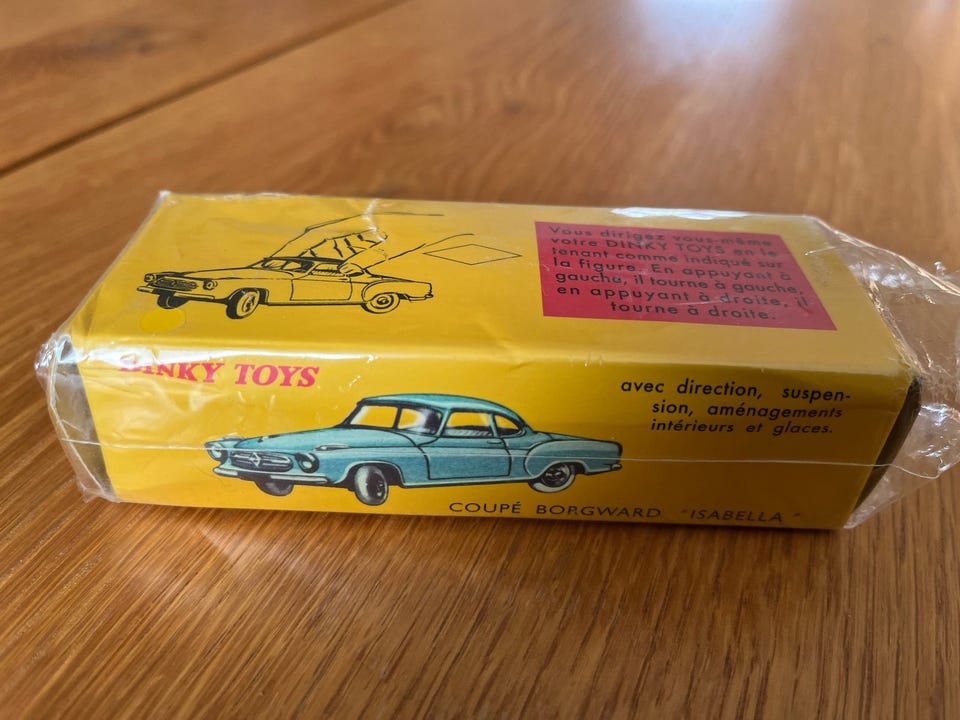 Vous dirigez vous-même
votre DINKY TOYS en le
tenant comme indiqué sur
la figure. En appuyant à
gauche, il tourne à gauche,
en appuyant à droite, il
tourne à droite.
DINKY TOYS
avec direction, suspen-
sion, aménagements
intérieurs et glaces.
COUPÉ BORGWARD "ISABELLA"